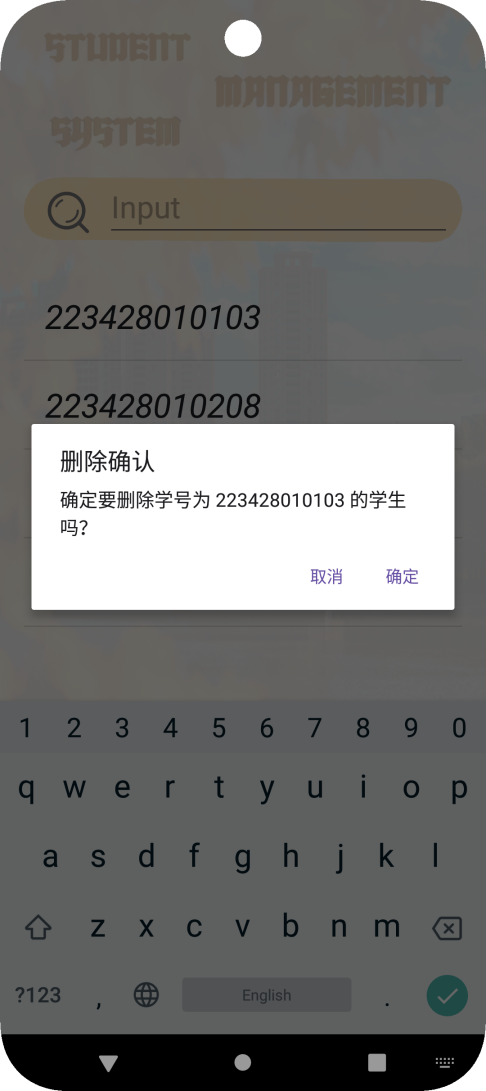 STUDENT
MANAGEMENT
SYSTEM
Input
223428010103
223428010208
删除确认
确定要删除学号为 223428010103 的学生
吗?
取消 确定
1 2 3 4 5 6 7 8 9 0
q w e r t y u i o p
a s d f g h j k l
z x c v b n m
?123 , English .